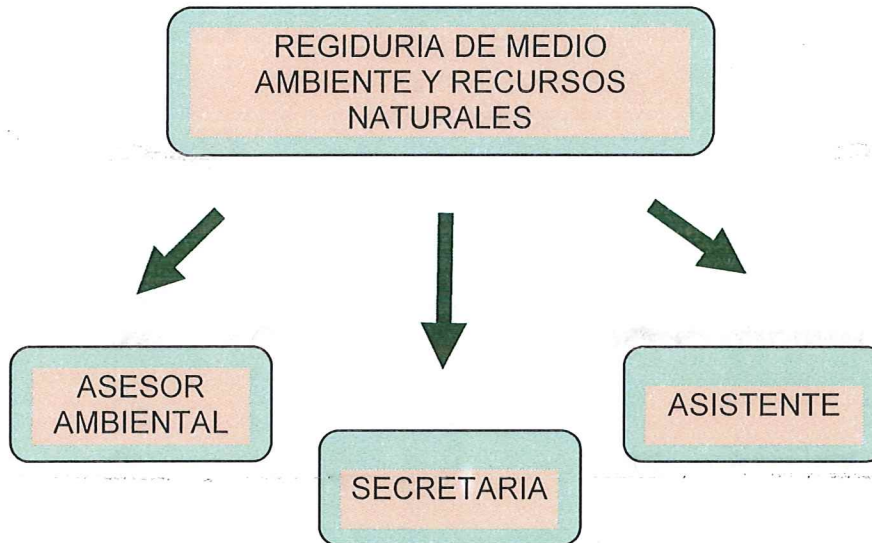 REGIDURIA DE MEDIO
AMBIENTE Y RECURSOS
NATURALES
ASESOR
AMBIENTAL
SECRETARIA
ASISTENTE